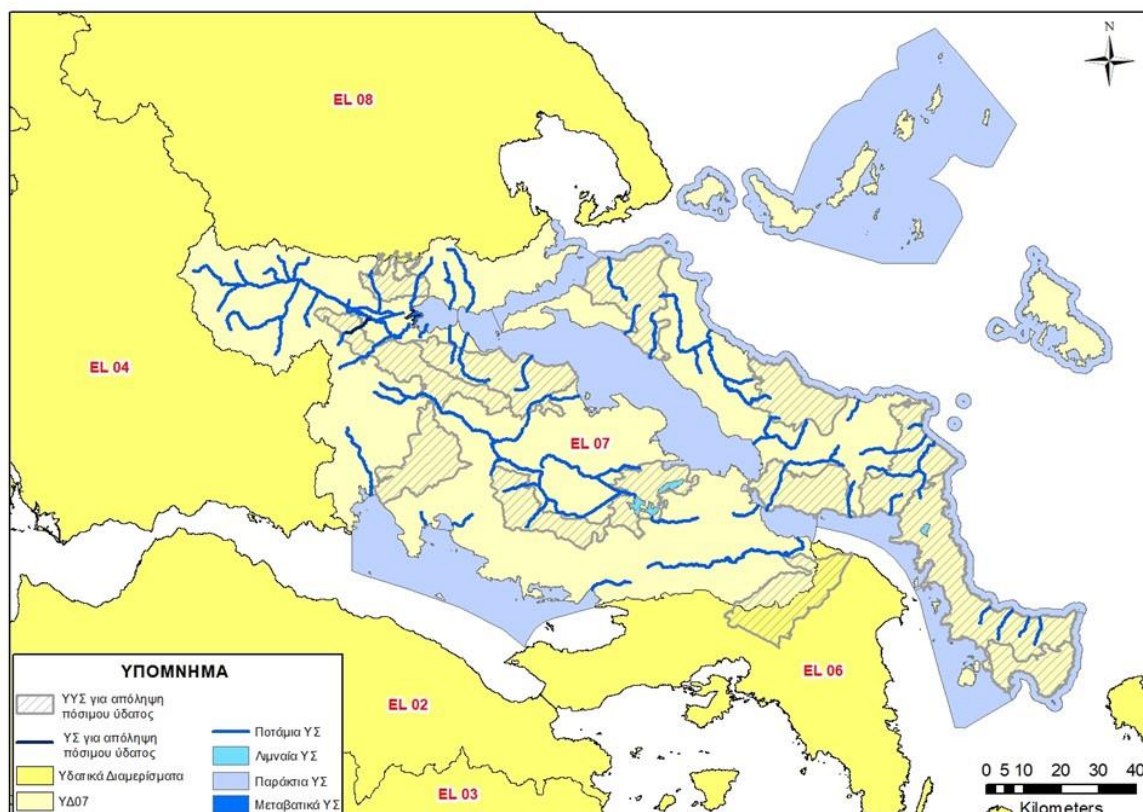 N
EL 08
EL 04
EL 07
EL 06
EL 02
EL 03
ΥΠΟΜΝΗΜΑ
ΥΥΣ για απόληψη
πόσιμου ύδατος
ΥΣ για απόληψη
πόσιμου ύδατος
Υδατικά Διαμερίσματα
ΥΔ07
Ποτάμια ΥΣ
Λιμναία ΥΣ
Παράκτια ΥΣ
Μεταβατικά ΥΣ
0 5 10 20 30 40
Kilometers